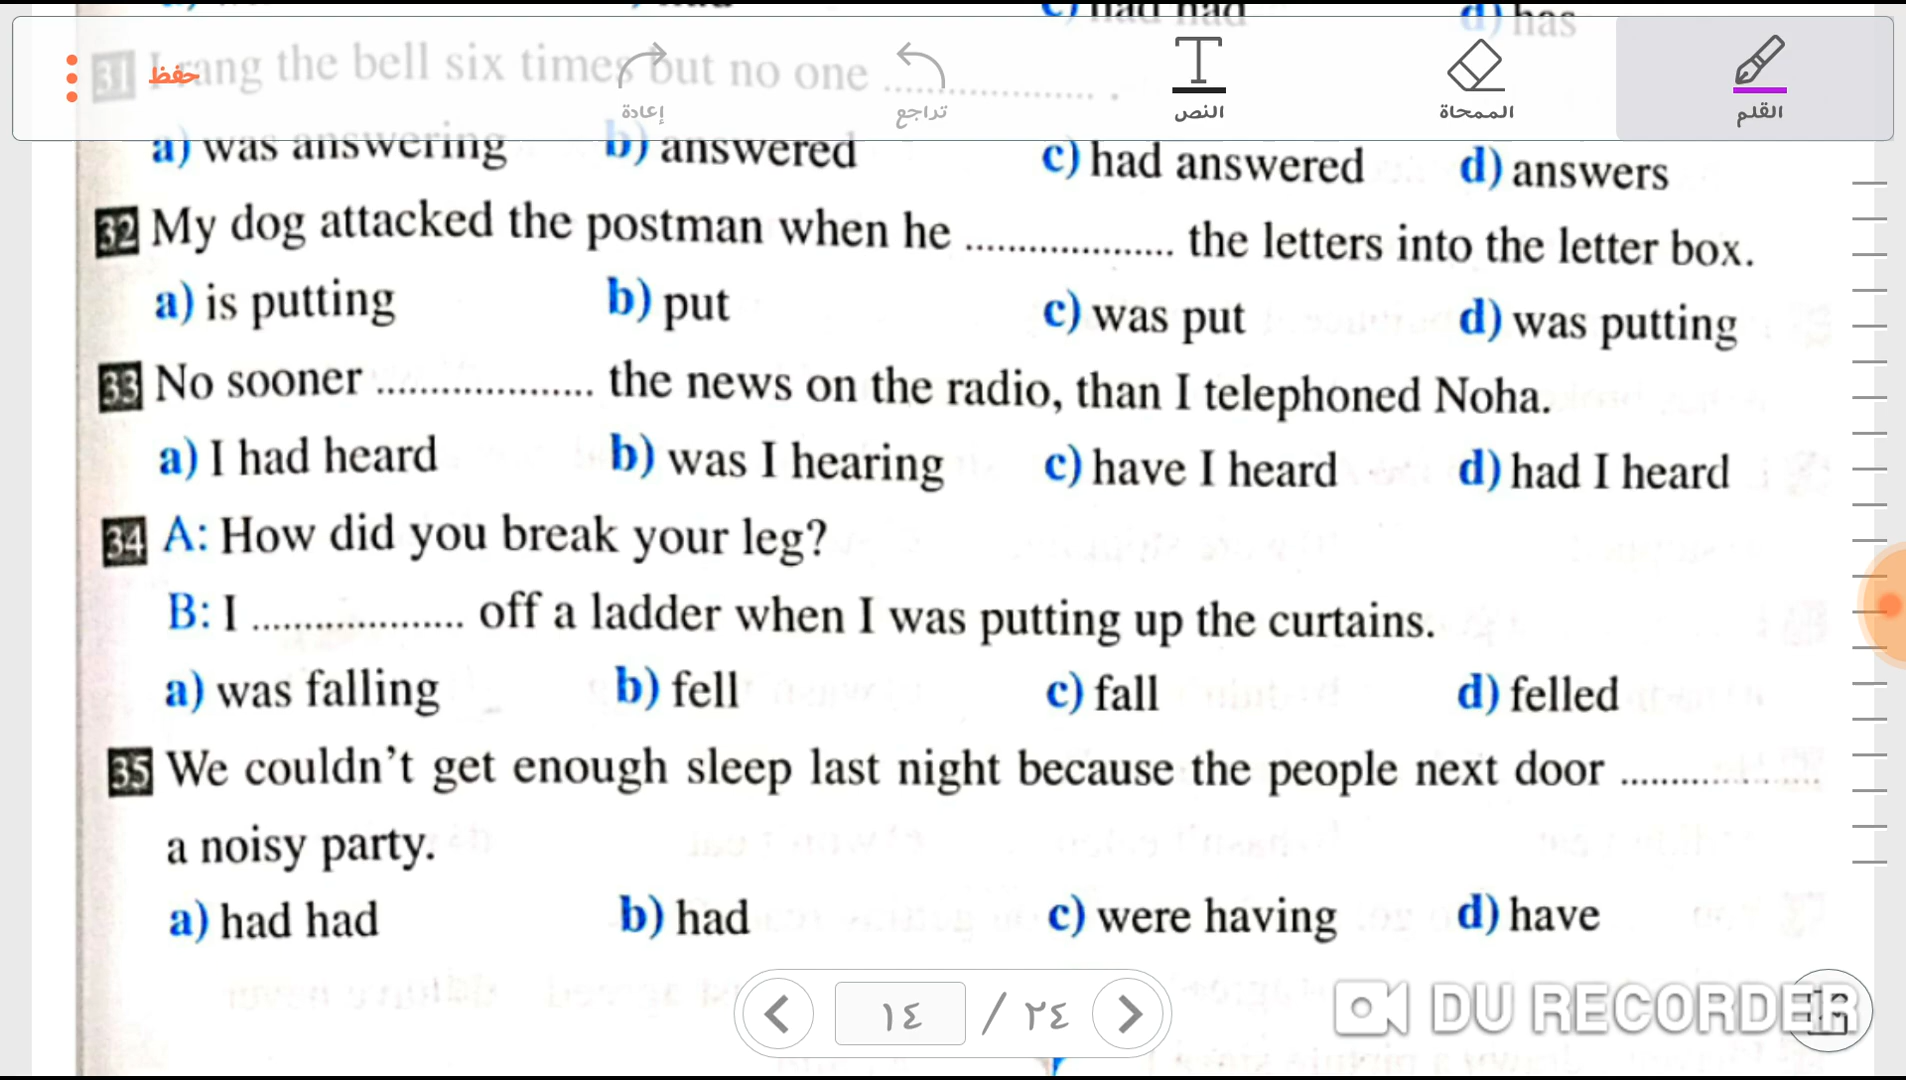 c) had had d) has
31 I rang the bell six times but no one .................. .
حفظ إعادة تراجع النص الممحاة القلم
a) was answering b) answered c) had answered d) answers
32 My dog attacked the postman when he .................. the letters into the letter box.
a) is putting b) put c) was put d) was putting
33 No sooner .................. the news on the radio, than I telephoned Noha.
a) I had heard b) was I hearing c) have I heard d) had I heard
34 A: How did you break your leg?
B: I .................. off a ladder when I was putting up the curtains.
a) was falling b) fell c) fall d) felled
35 We couldn't get enough sleep last night because the people next door ..................
a noisy party.
a) had had b) had c) were having d) have
١٤ / ٢٤
DU RECORDER